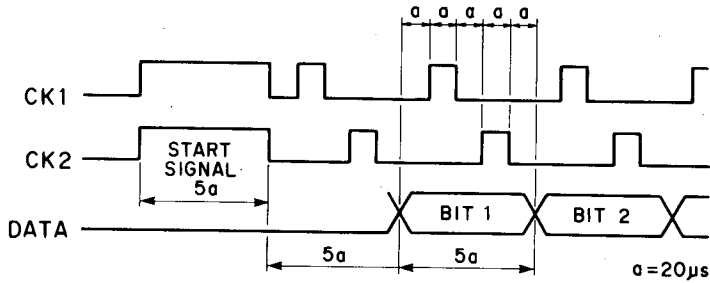 a a a a a
CK1
CK2
START
SIGNAL
5a
DATA
BIT 1
BIT 2
5a
5a
a=20µs